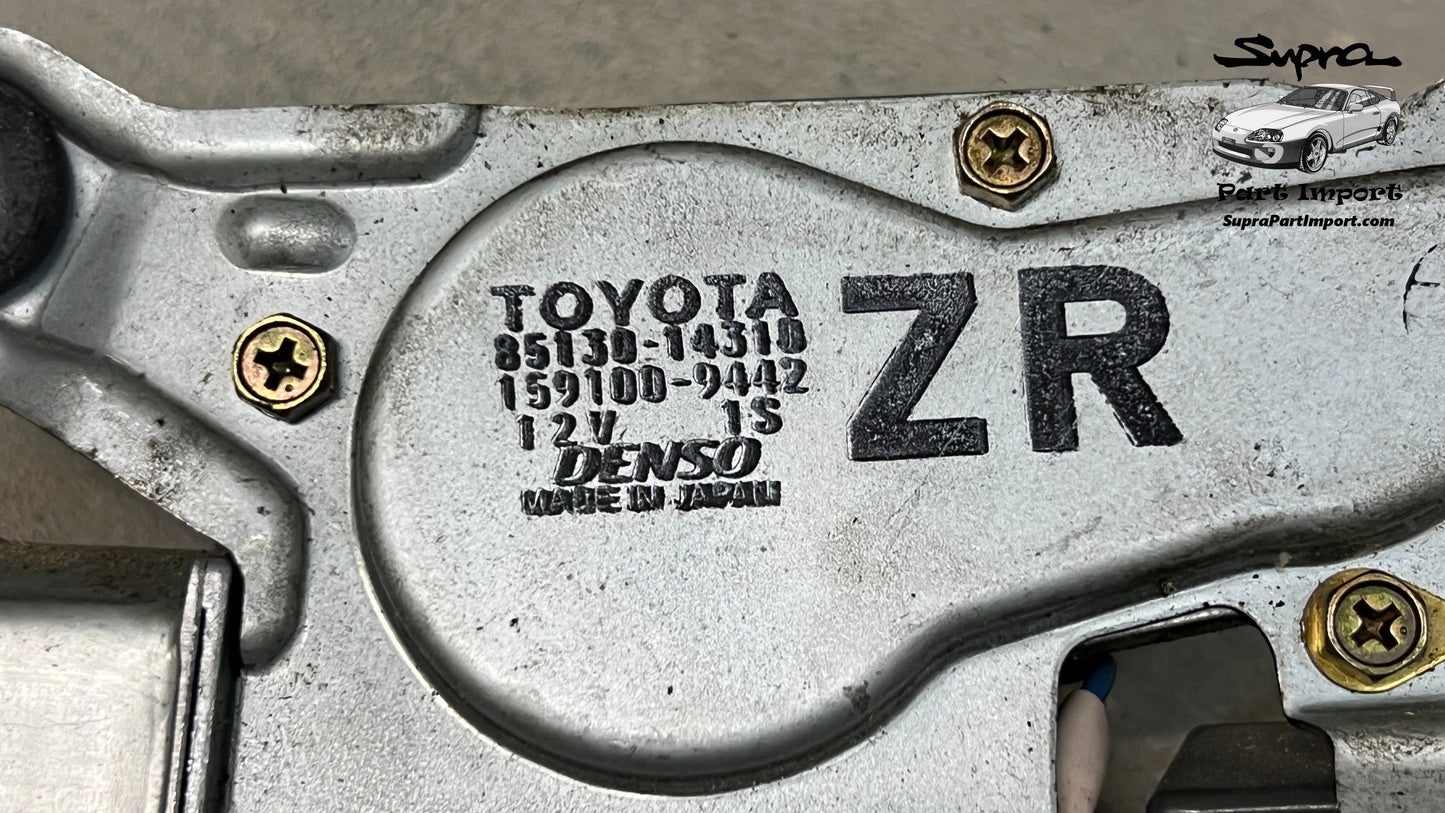 Supra
Part Import
SupraPartImport.com
TOYOTA
85130-14310
159100-9442
12V 1S
DENSO
MADE IN JAPAN
ZR